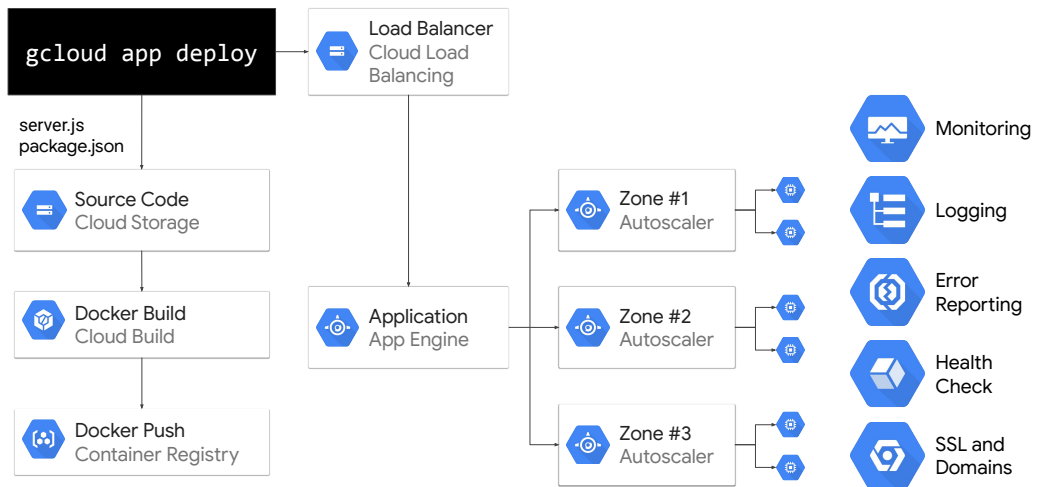 gcloud app deploy
server.js
package.json
Source Code
Cloud Storage
Docker Build
Cloud Build
Docker Push
Container Registry
Load Balancer
Cloud Load
Balancing
Application
App Engine
Zone #1
Autoscaler
Zone #2
Autoscaler
Zone #3
Autoscaler
Monitoring
Logging
Error
Reporting
Health
Check
SSL and
Domains